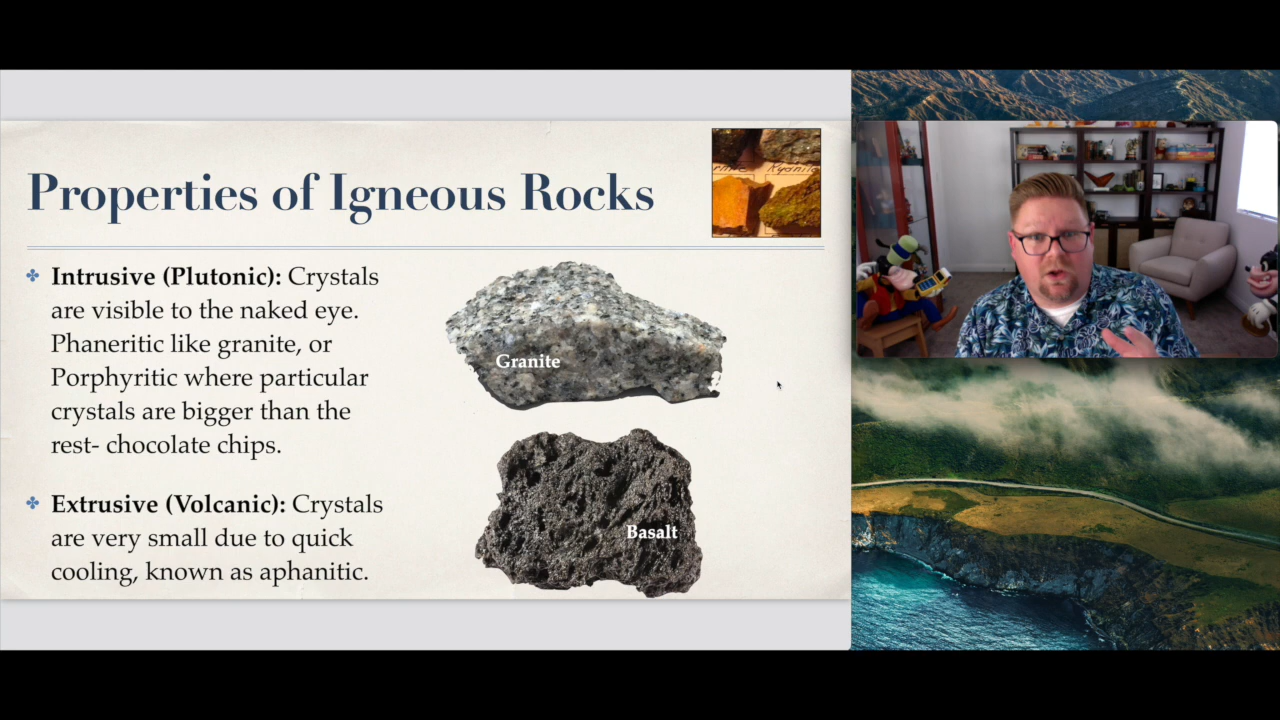 Properties of Igneous Rocks
Kyanite
Intrusive (Plutonic): Crystals
are visible to the naked eye.
Phaneritic like granite, or
Porphyritic where particular
crystals are bigger than the
rest- chocolate chips.
Granite
Extrusive (Volcanic): Crystals
are very small due to quick
cooling, known as aphanitic.
Basalt